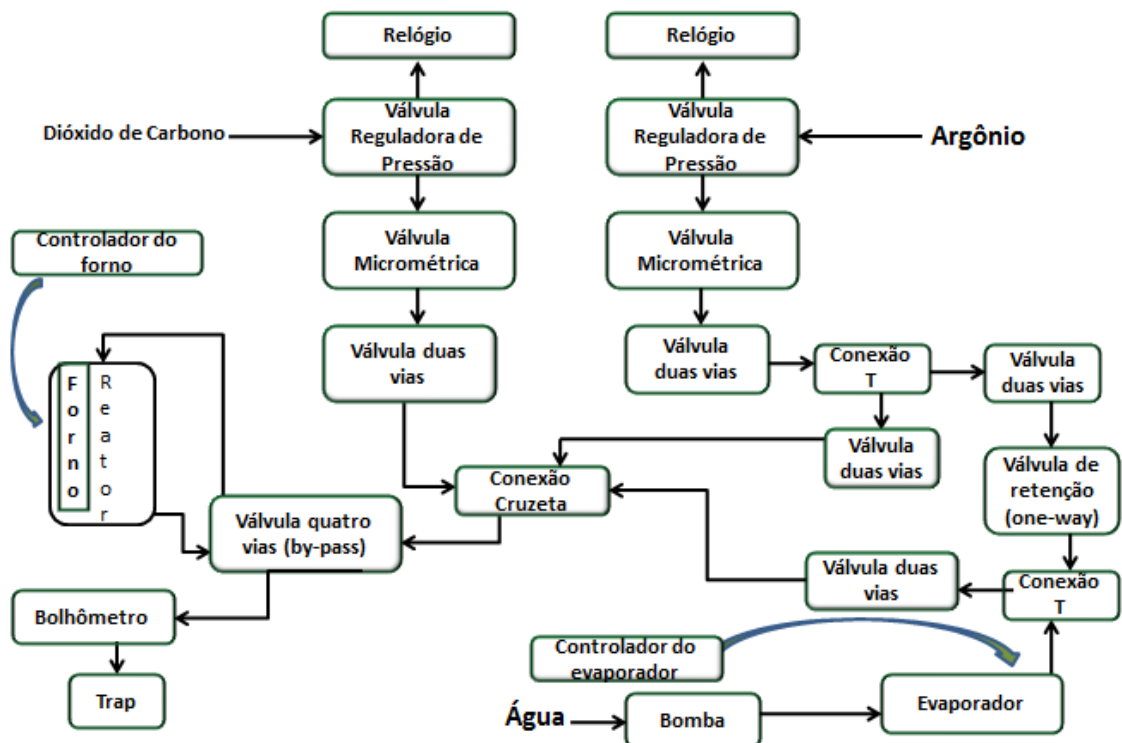 Relógio
Relógio
Válvula
Reguladora de
Pressão
Válvula
Reguladora de
Pressão
Dióxido de Carbono
Argônio
Controlador do
forno
Válvula
Micrométrica
Válvula
Micrométrica
Válvula duas
vias
Válvula
duas vias
Conexão
T
Válvula
duas vias
Forno
Reator
Válvula
duas vias
Conexão
Cruzeta
Válvula de
retenção
(one-way)
Válvula quatro
vias (by-pass)
Válvula duas
vias
Conexão
T
Bolhômetro
Controlador do
evaporador
Trap
Água
Bomba
Evaporador